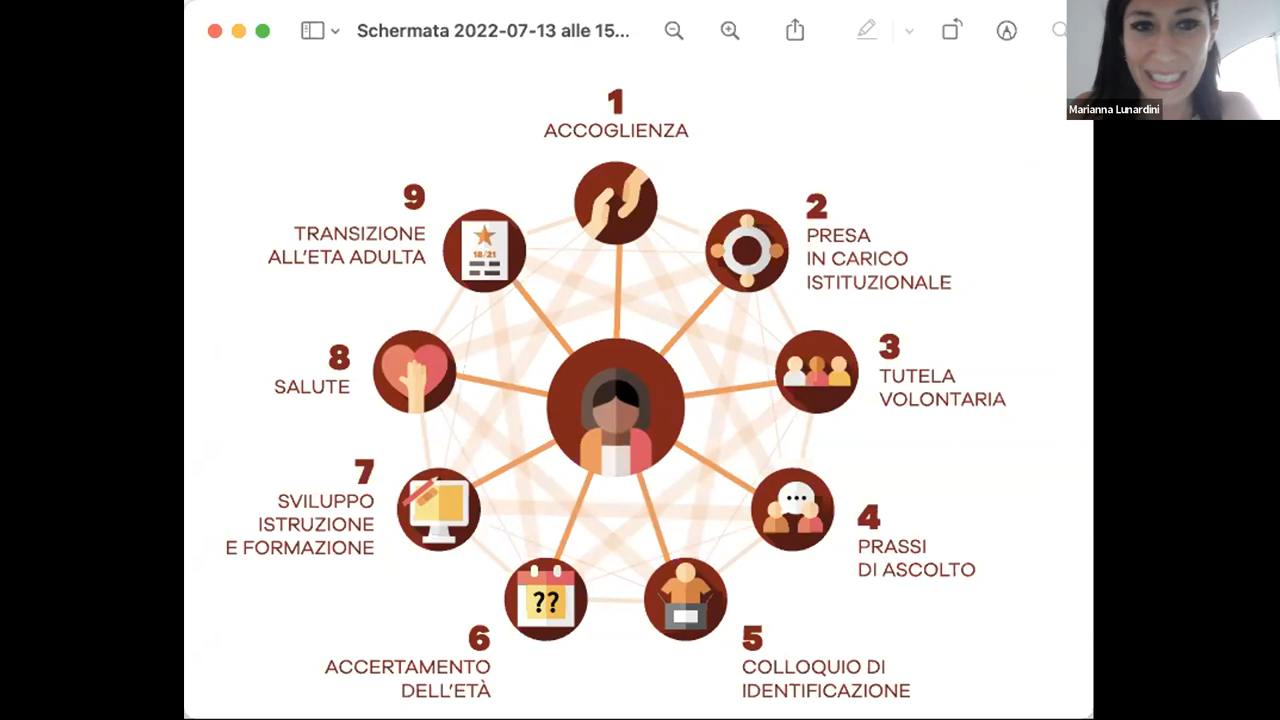 Schermata 2022-07-13 alle 15...
Marianna Lunardini
1
ACCOGLIENZA
2
PRESA
IN CARICO
ISTITUZIONALE
3
TUTELA
VOLONTARIA
4
PRASSI
DI ASCOLTO
5
COLLOQUIO DI
IDENTIFICAZIONE
6
ACCERTAMENTO
DELL'ETÀ
??
7
SVILUPPO
ISTRUZIONE
E FORMAZIONE
8
SALUTE
9
TRANSIZIONE
ALL'ETA ADULTA
18/21